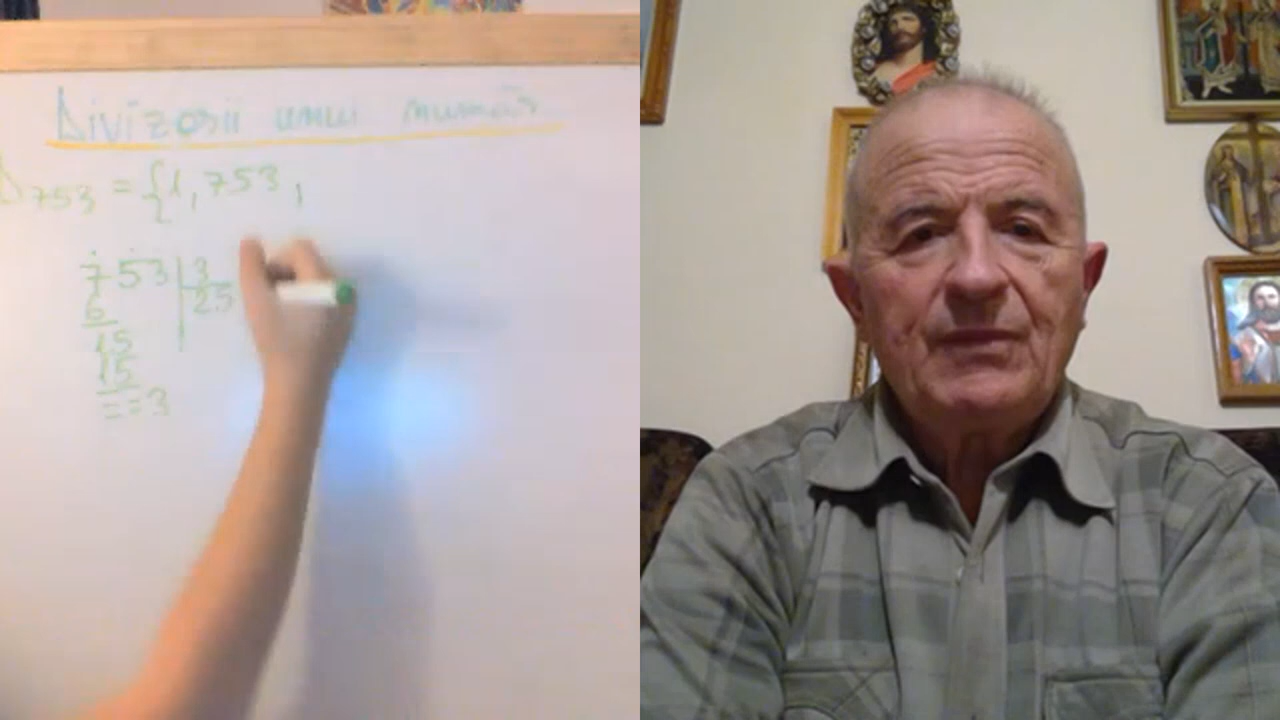 Divizorii unui număr
D753 = {1, 753,
753 | 3
6 25
15
15
== 3